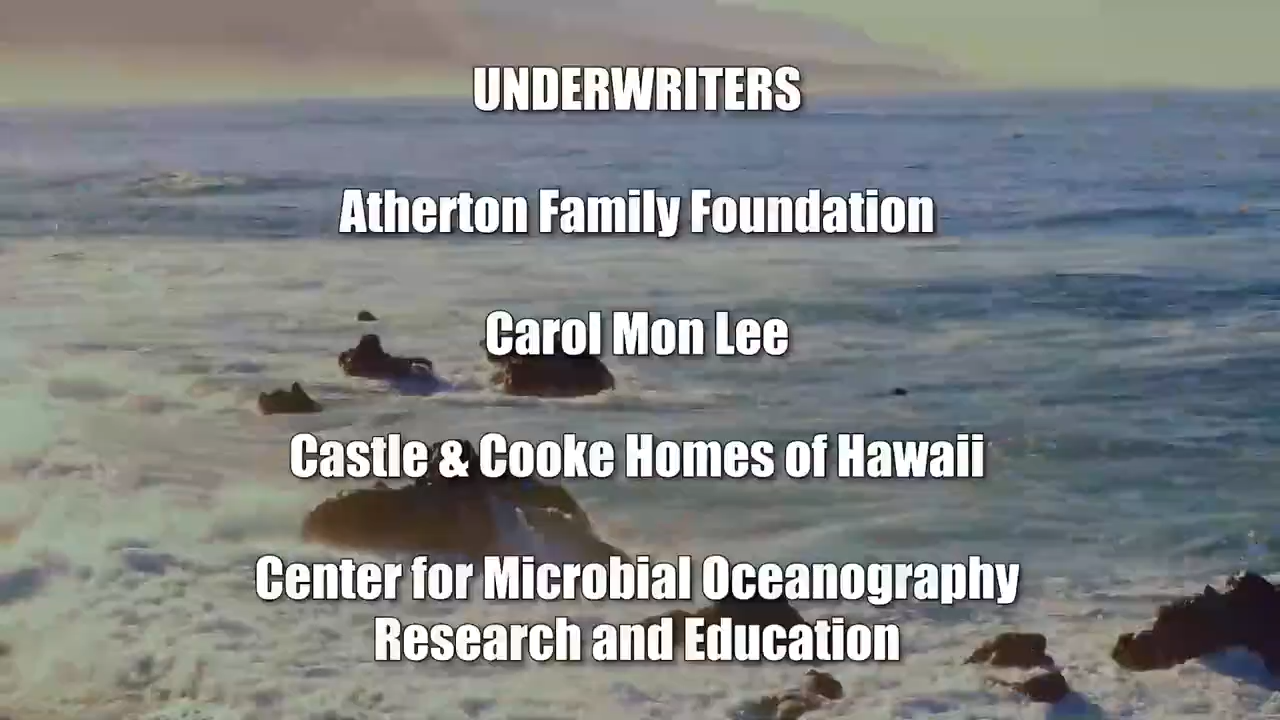 UNDERWRITERS
Atherton Family Foundation
Carol Mon Lee
Castle & Cooke Homes of Hawaii
Center for Microbial Oceanography
Research and Education